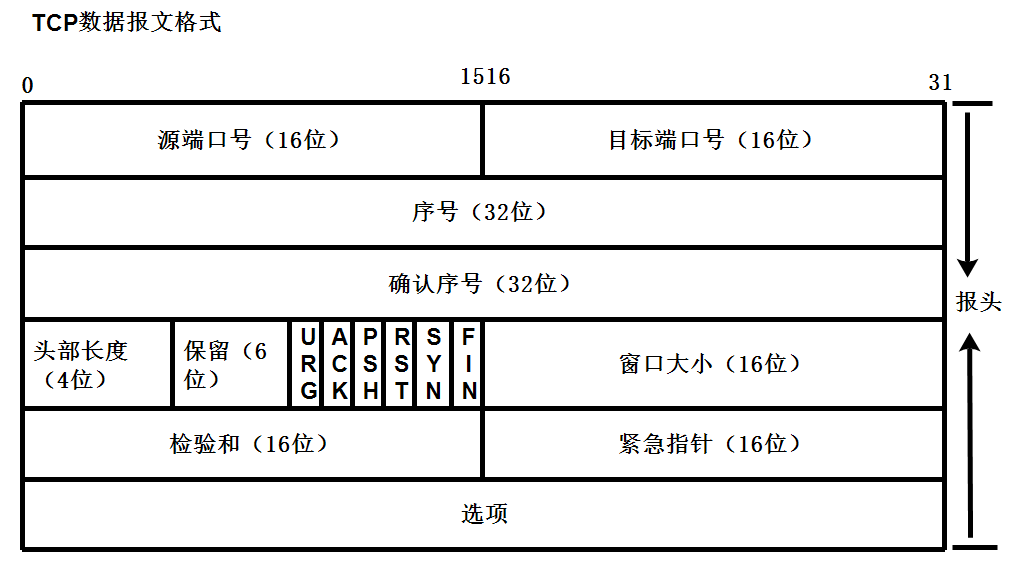 TCP数据报文格式
0 1516 31
源端口号（16位） 目标端口号（16位）
序号（32位）
确认序号（32位）
报头
头部长度（4位） 保留（6位） URG ACK PSH RST SYN FIN 窗口大小（16位）
检验和（16位） 紧急指针（16位）
选项